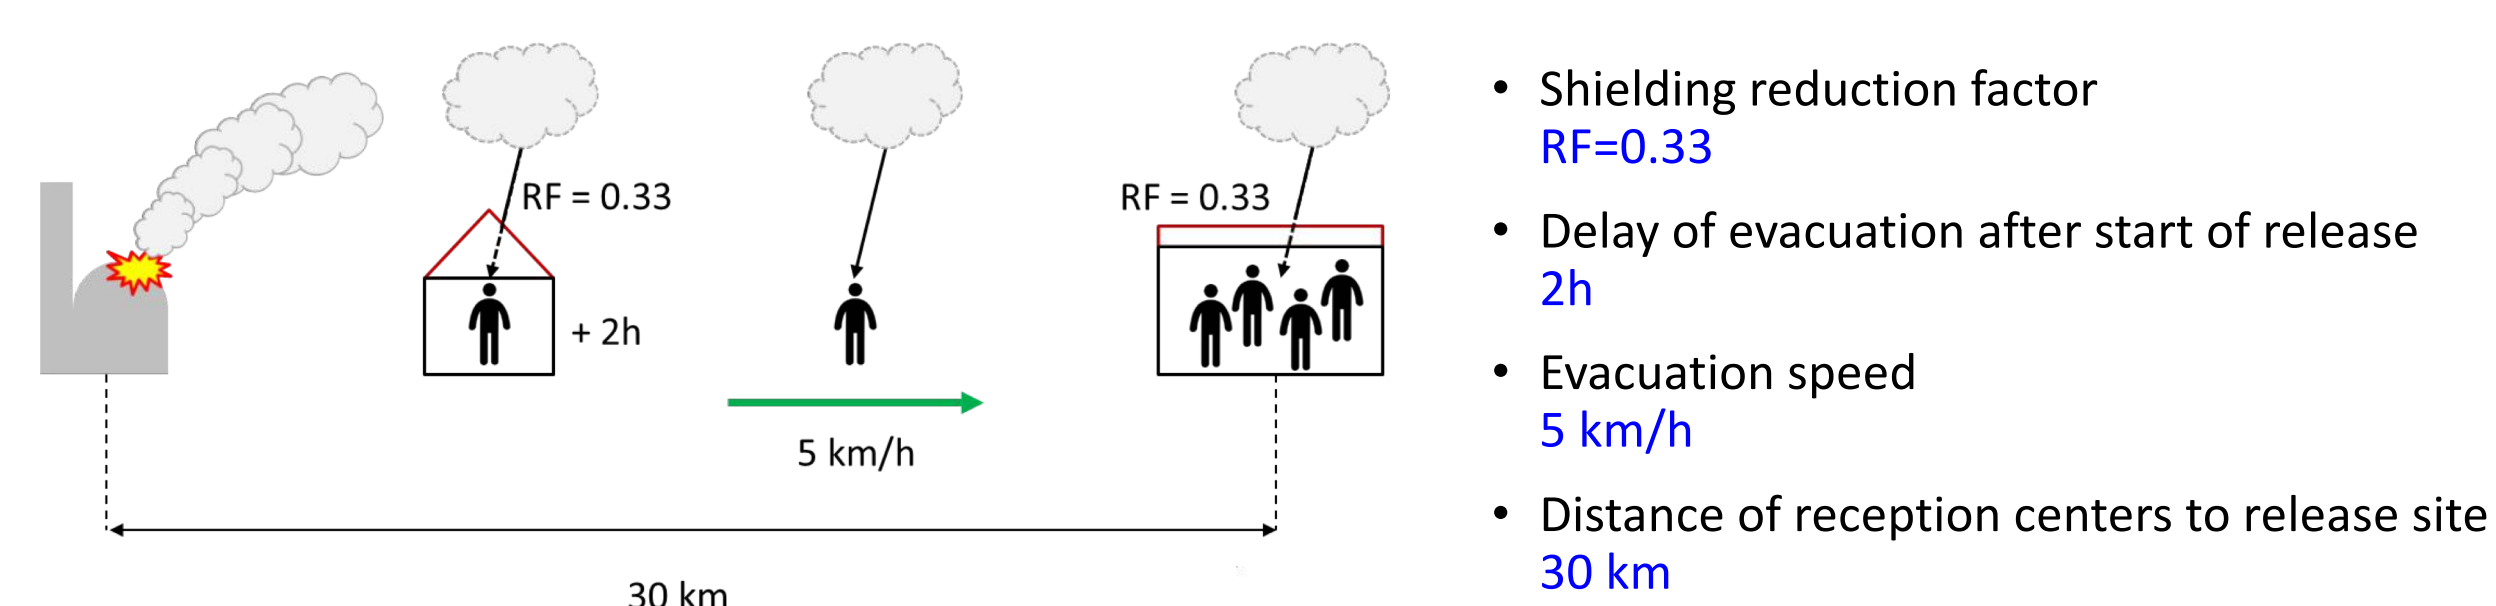 RF = 0.33
+ 2h
5 km/h
RF = 0.33
30 km
• Shielding reduction factor
RF=0.33
• Delay of evacuation after start of release
2h
• Evacuation speed
5 km/h
• Distance of reception centers to release site
30 km